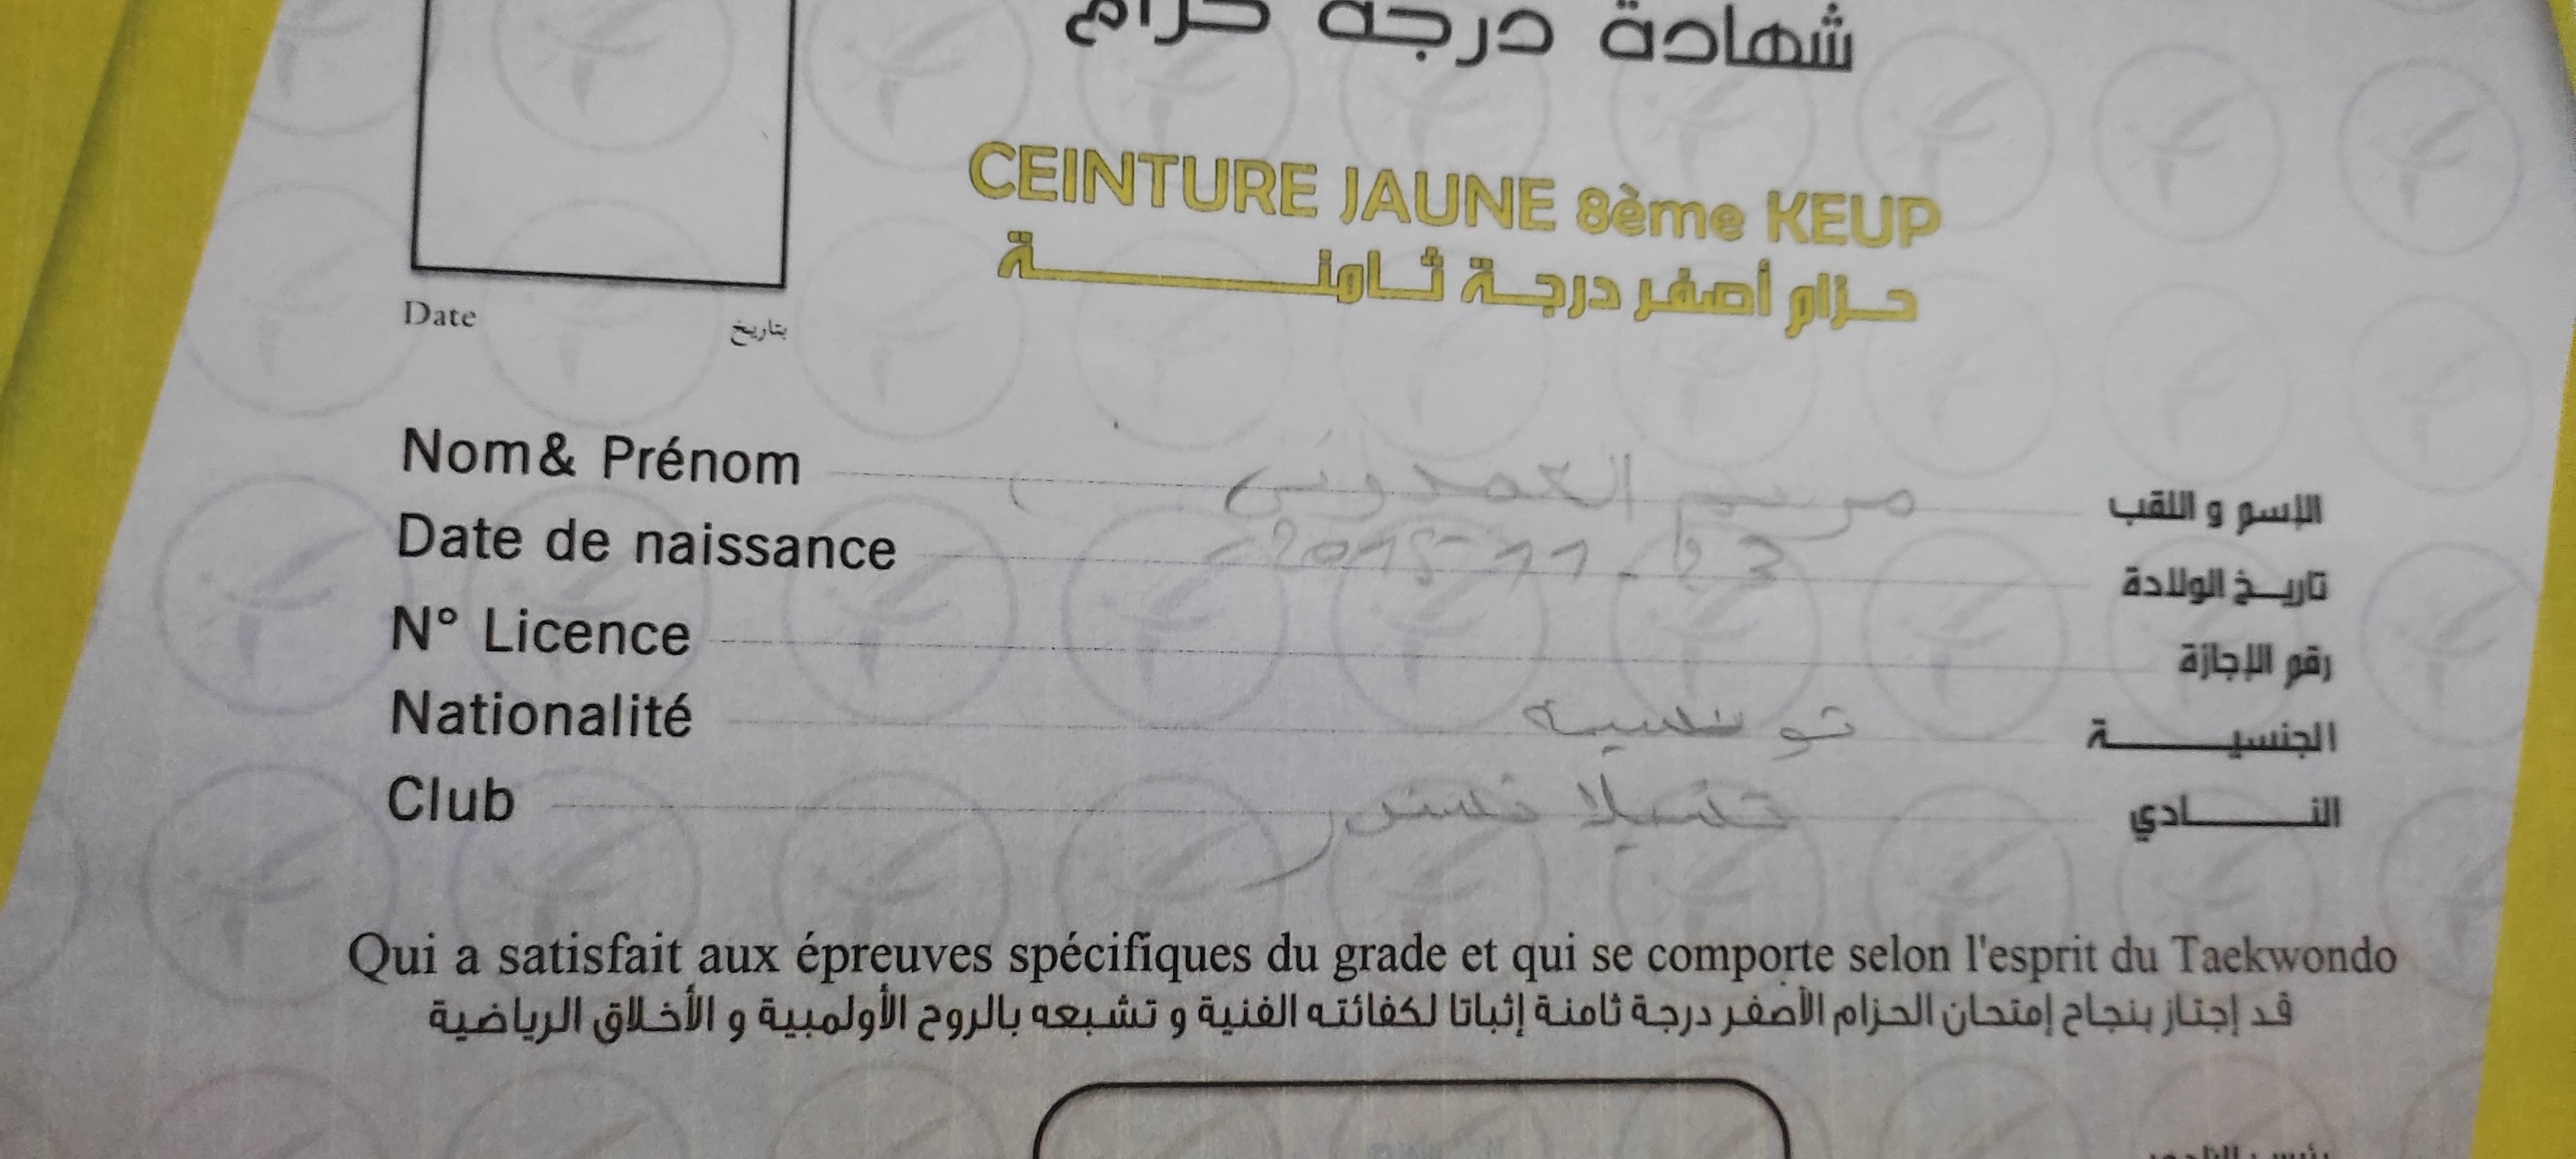 شهادة درجة حزام
CEINTURE JAUNE 8ème KEUP
حزام أصفر درجة ثامنة
Date بتاريخ
Nom& Prénom مريم العمدوني الإسم و اللقب
Date de naissance 2015-11- تاريخ الولادة
N° Licence رقم الإجازة
Nationalité تونسية الجنسية
Club النادي
Qui a satisfait aux épreuves spécifiques du grade et qui se comporte selon l'esprit du Taekwondo
قد إجتاز بنجاح إمتحان الحزام الأصفر درجة ثامنة إثباتا لكفائته الفنية و تشبعه بالروح الأولمبية و الأخلاق الرياضية